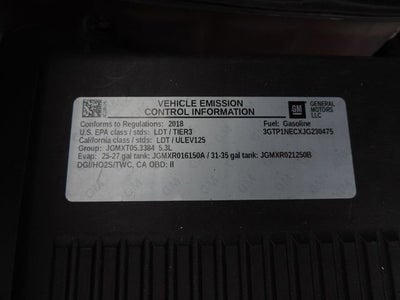 VEHICLE EMISSION
CONTROL INFORMATION
GM
GENERAL
MOTORS
LLC
Conforms to Regulations: 2018 Fuel: Gasoline
U.S. EPA class / stds: LDT / TIER3 3GTP1NECXJG230475
California class / stds: LDT / ULEV125
Group: JGMXT05.3384 5.3L
Evap: 25-27 gal tank: JGMXR016150A / 31-35 gal tank: JGMXR021250B
DGI/HO2S/TWC, CA OBD: II